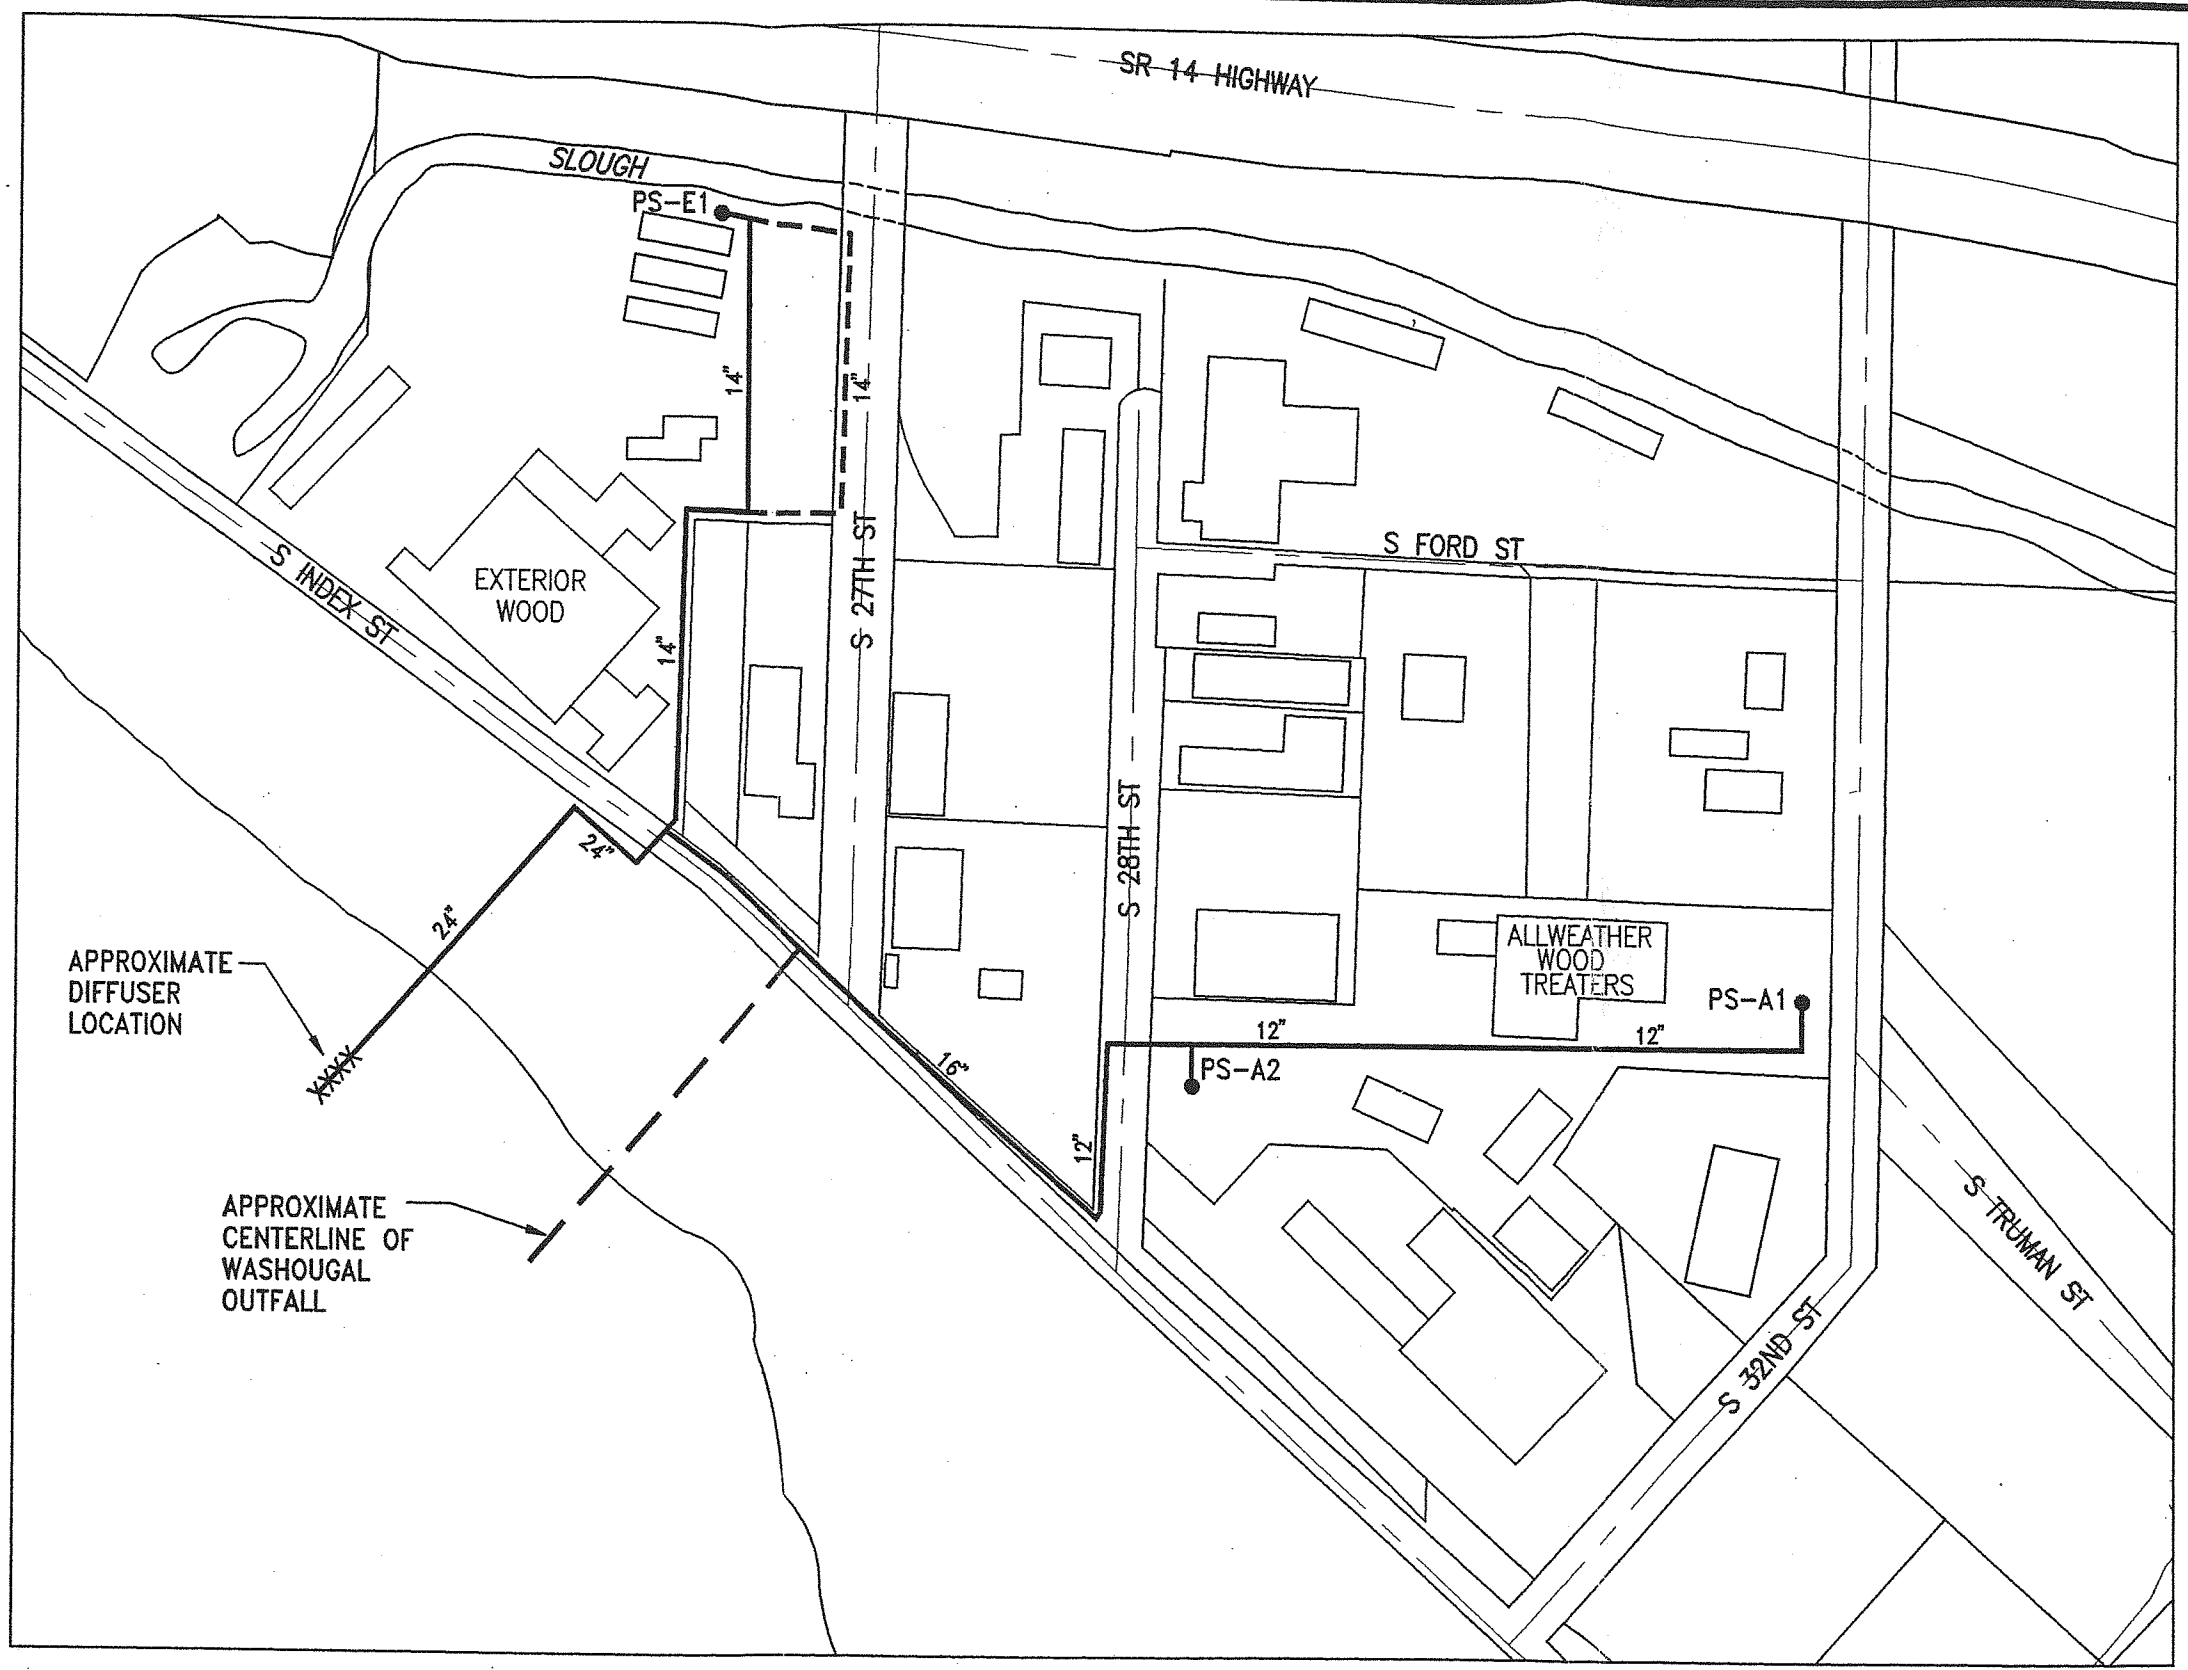 SR 14 HIGHWAY
SLOUGH
PS-E1
14"
14"
S FORD ST
S 27TH ST
S INDEX ST
EXTERIOR
WOOD
14"
S 28TH ST
24"
24"
ALLWEATHER
WOOD
TREATERS
APPROXIMATE
DIFFUSER
LOCATION
XXXX
PS-A1
12"
12"
16"
PS-A2
12"
APPROXIMATE
CENTERLINE OF
WASHOUGAL
OUTFALL
S TRUMAN ST
S 32ND ST